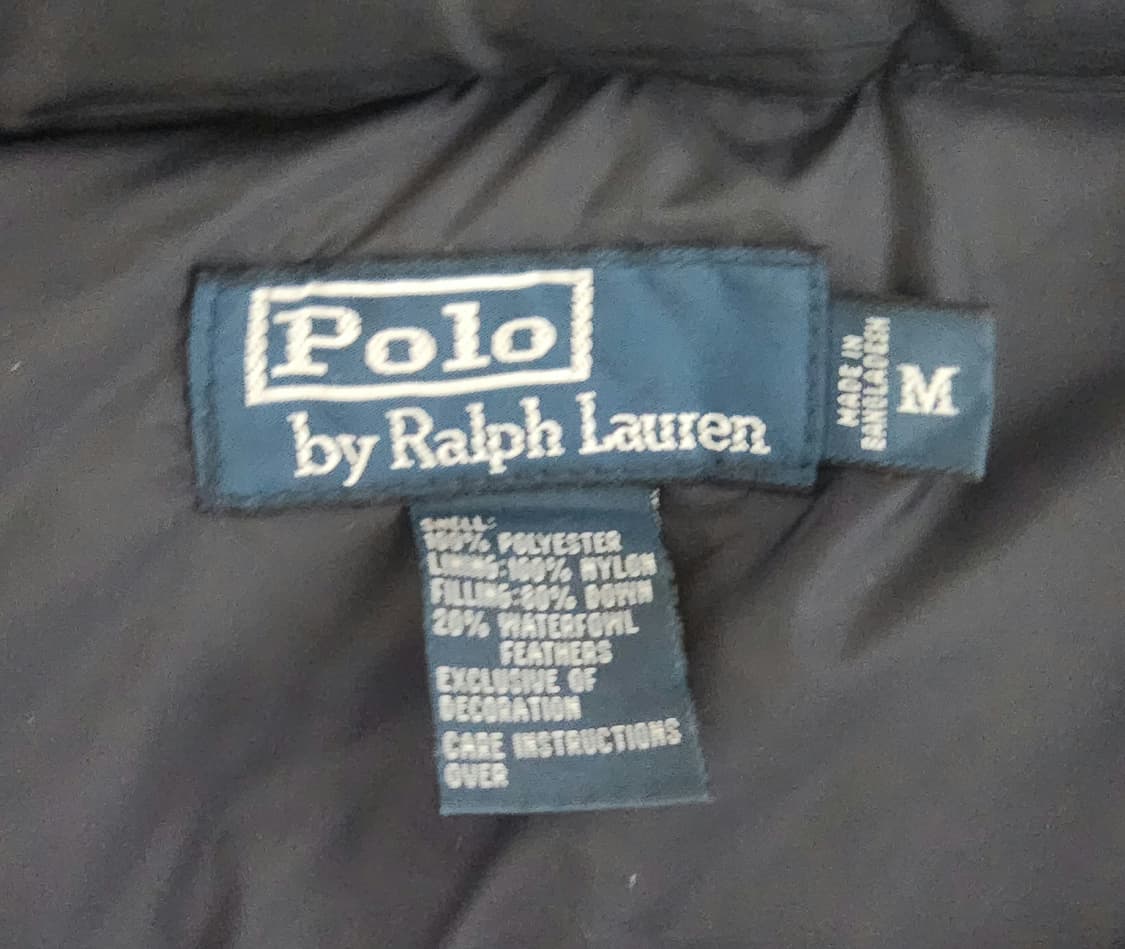 Polo
by Ralph Lauren
MADE IN
BANGLADESH
M
SHELL:
100% POLYESTER
LINING:100% NYLON
FILLING:80% DOWN
20% WATERFOWL
FEATHERS
EXCLUSIVE OF
DECORATION
CARE INSTRUCTIONS
OVER